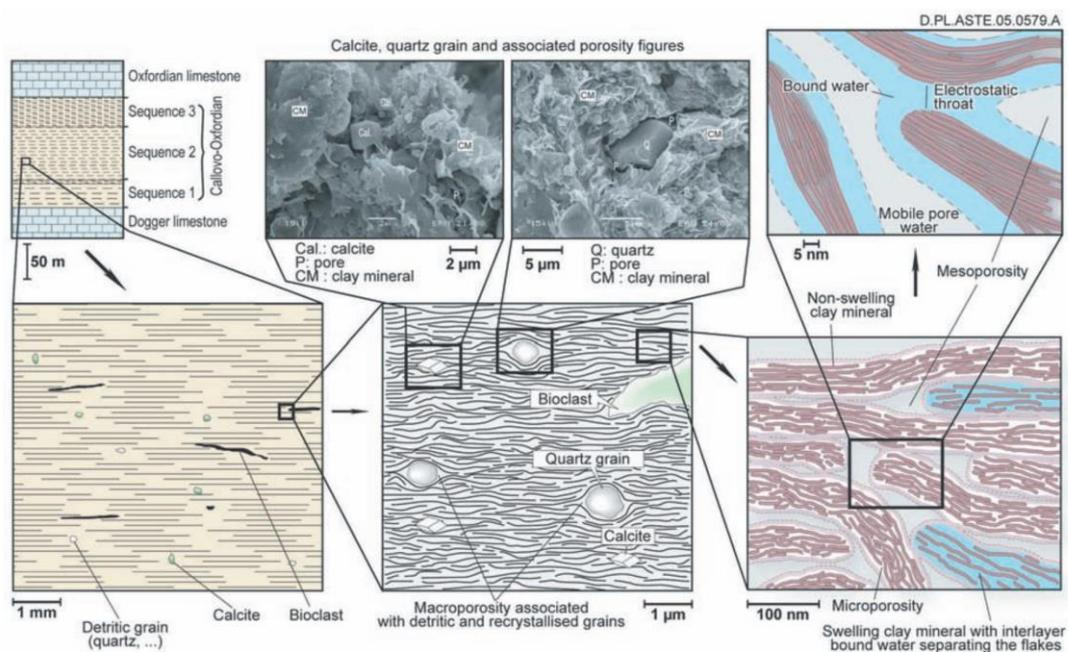 D.PL.ASTE.05.0579.A
Calcite, quartz grain and associated porosity figures
Oxfordian limestone
Sequence 3
Sequence 2
Sequence 1
Callovo-Oxfordian
Dogger limestone
50 m
CM
Cal.
CM
P
Cal.: calcite
P: pore
CM : clay mineral
2 µm
CM
P
CM
Q
Q: quartz
P: pore
CM : clay mineral
5 µm
Bound water
Electrostatic
throat
Mobile pore
water
5 nm
Mesoporosity
Non-swelling
clay mineral
Bioclast
Quartz grain
Calcite
1 mm
Detritic grain
(quartz, ...)
Calcite
Bioclast
Macroporosity associated
with detritic and recrystallised grains
1 µm
100 nm
Microporosity
Swelling clay mineral with interlayer
bound water separating the flakes